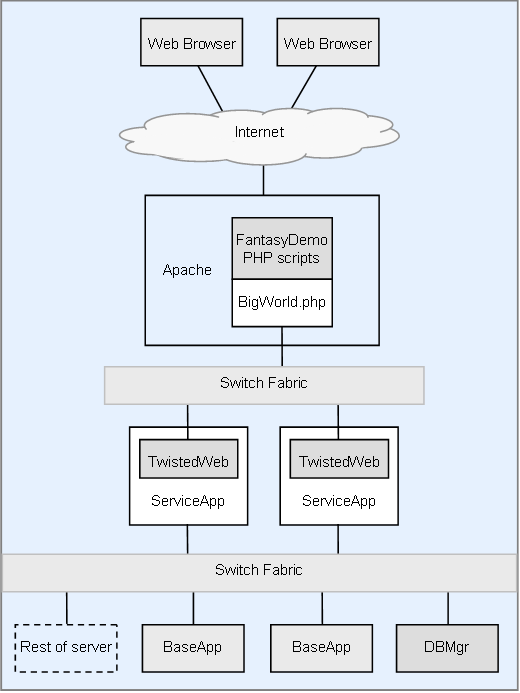 Web Browser
Web Browser
Internet
Apache
FantasyDemo
PHP scripts
BigWorld.php
Switch Fabric
TwistedWeb
TwistedWeb
ServiceApp
ServiceApp
Switch Fabric
Rest of server
BaseApp
BaseApp
DBMgr